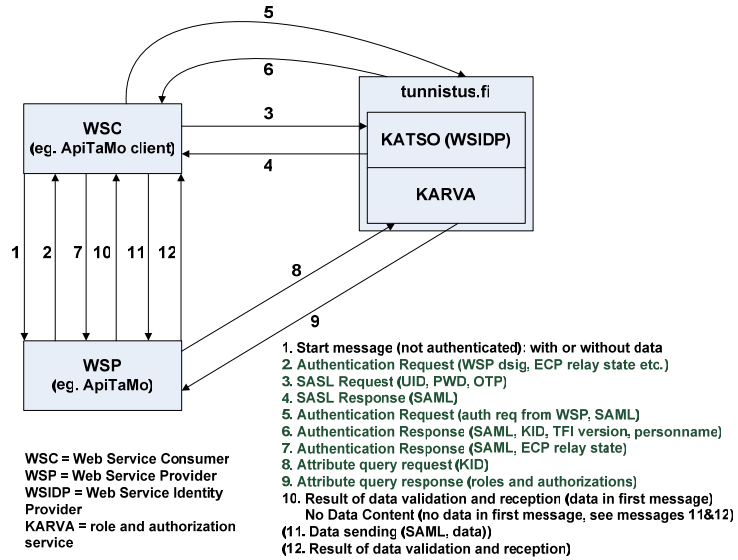 5
6
tunnistus.fi
WSC
(eg. ApiTaMo client)
3
KATSO (WSIDP)
4
KARVA
1
2
7
10
11
12
8
9
WSP
(eg. ApiTaMo)
1. Start message (not authenticated): with or without data
2. Authentication Request (WSP dsig, ECP relay state etc.)
3. SASL Request (UID, PWD, OTP)
4. SASL Response (SAML)
5. Authentication Request (auth req from WSP, SAML)
6. Authentication Response (SAML, KID, TFI version, personname)
7. Authentication Response (SAML, ECP relay state)
8. Attribute query request (KID)
9. Attribute query response (roles and authorizations)
10. Result of data validation and reception (data in first message)
No Data Content (no data in first message, see messages 11&12)
(11. Data sending (SAML, data))
(12. Result of data validation and reception)
WSC = Web Service Consumer
WSP = Web Service Provider
WSIDP = Web Service Identity
Provider
KARVA = role and authorization
service